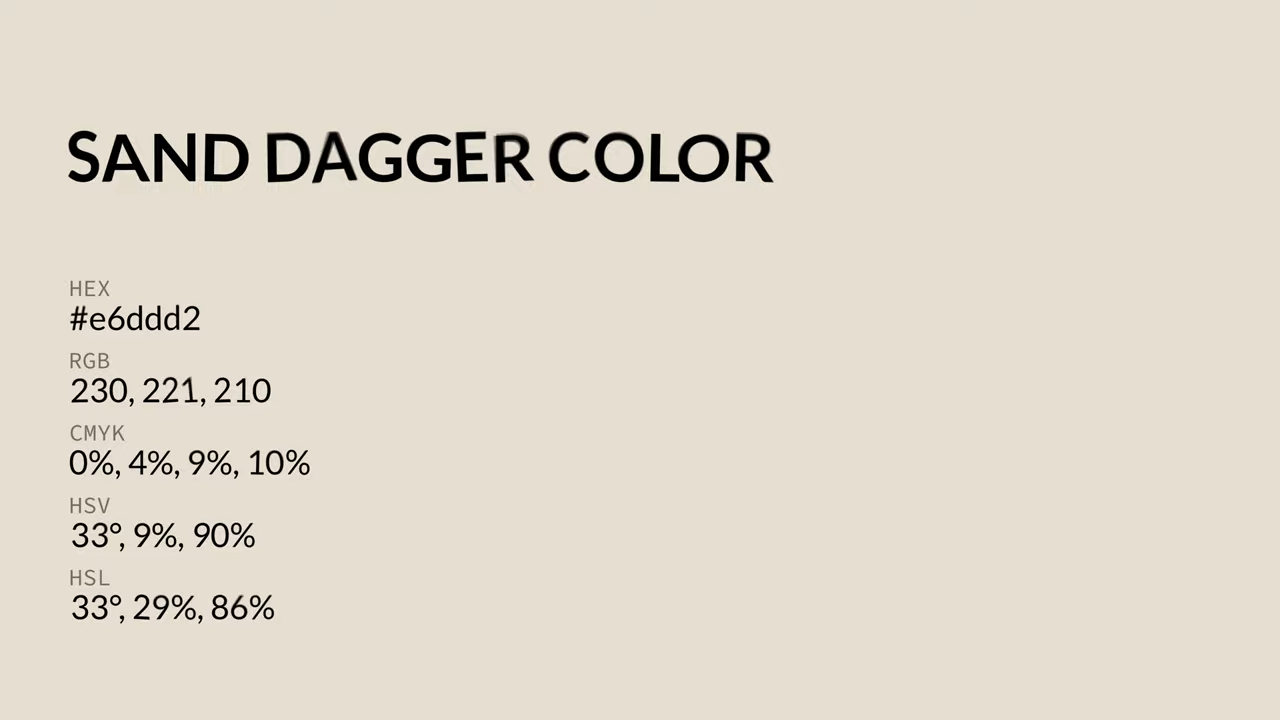 SAND DAGGER COLOR
HEX
#e6ddd2
RGB
230, 221, 210
CMYK
0%, 4%, 9%, 10%
HSV
33°, 9%, 90%
HSL
33°, 29%, 86%